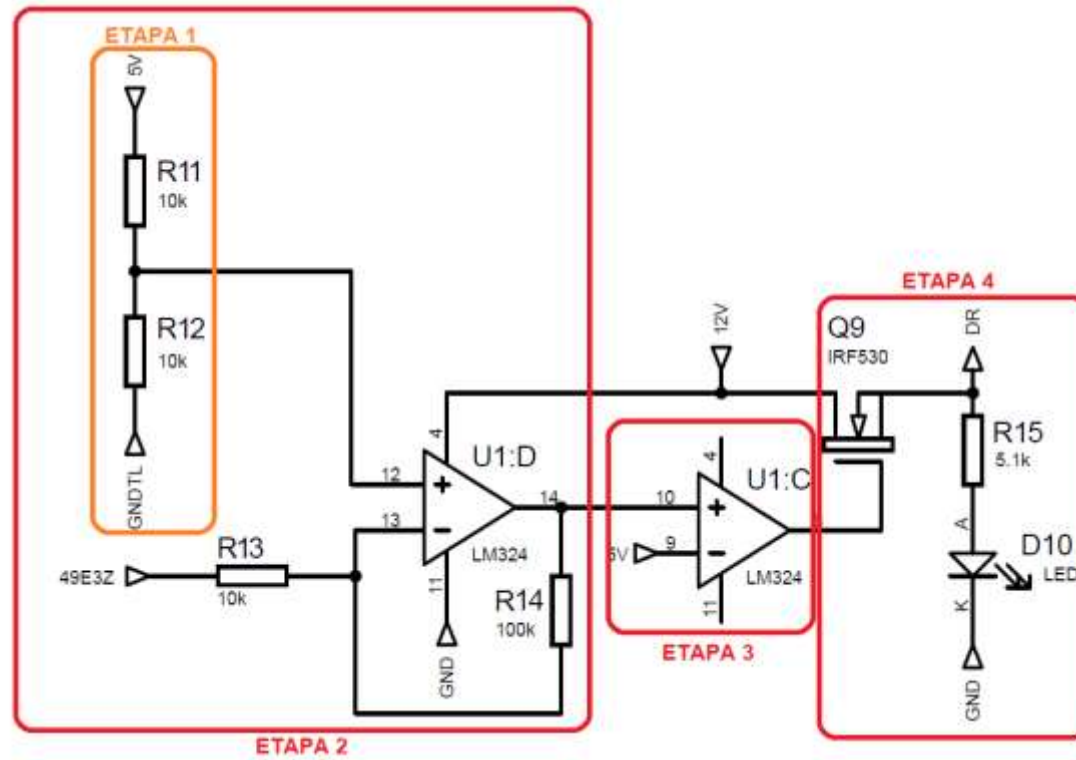 ETAPA 1
5V
R11
10k
R12
10k
GNDTL
49E3Z
R13
10k
12
13
4
11
U1:D
LM324
GND
14
R14
100k
ETAPA 2
12V
10
9
4
11
U1:C
LM324
ETAPA 3
ETAPA 4
Q9
IRF530
DR
R15
5.1k
A
K
D10
LED
GND